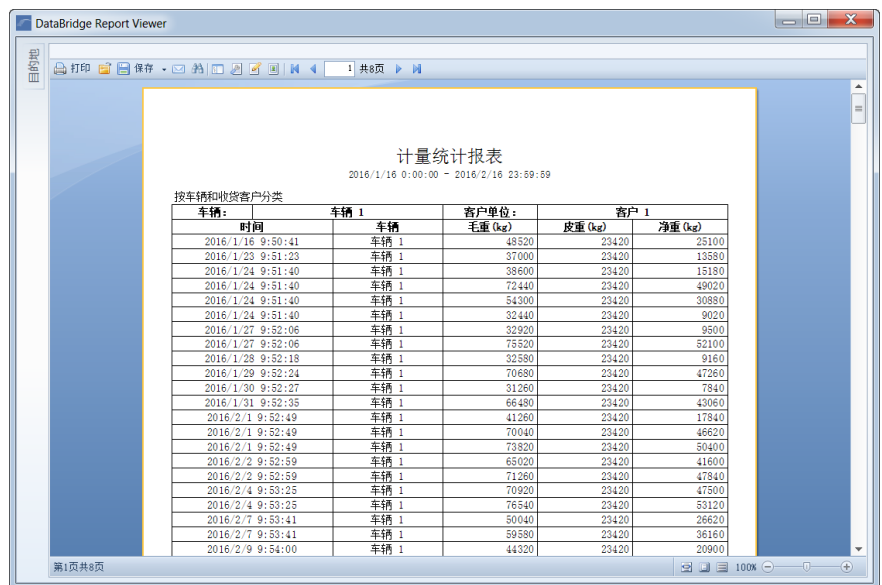 DataBridge Report Viewer
目的地
打印 保存 1 共8页
计量统计报表
2016/1/16 0:00:00 - 2016/2/16 23:59:59
按车辆和收货客户分类
车辆: 车辆 1 客户单位: 客户 1
时间 车辆 毛重(kg) 皮重(kg) 净重(kg)
2016/1/16 9:50:41 车辆 1 48520 23420 25100
2016/1/23 9:51:23 车辆 1 37000 23420 13580
2016/1/24 9:51:40 车辆 1 38600 23420 15180
2016/1/24 9:51:40 车辆 1 72440 23420 49020
2016/1/24 9:51:40 车辆 1 54300 23420 30880
2016/1/24 9:51:40 车辆 1 32440 23420 9020
2016/1/27 9:52:06 车辆 1 32920 23420 9500
2016/1/27 9:52:06 车辆 1 75520 23420 52100
2016/1/28 9:52:18 车辆 1 32580 23420 9160
2016/1/29 9:52:24 车辆 1 70680 23420 47260
2016/1/30 9:52:27 车辆 1 31260 23420 7840
2016/1/31 9:52:35 车辆 1 66480 23420 43060
2016/2/1 9:52:49 车辆 1 41260 23420 17840
2016/2/1 9:52:49 车辆 1 70040 23420 46620
2016/2/1 9:52:49 车辆 1 73820 23420 50400
2016/2/2 9:52:59 车辆 1 65020 23420 41600
2016/2/2 9:52:59 车辆 1 71260 23420 47840
2016/2/4 9:53:25 车辆 1 70920 23420 47500
2016/2/4 9:53:25 车辆 1 76540 23420 53120
2016/2/7 9:53:41 车辆 1 50040 23420 26620
2016/2/7 9:53:41 车辆 1 59580 23420 36160
2016/2/9 9:54:00 车辆 1 44320 23420 20900
第1页共8页 100%